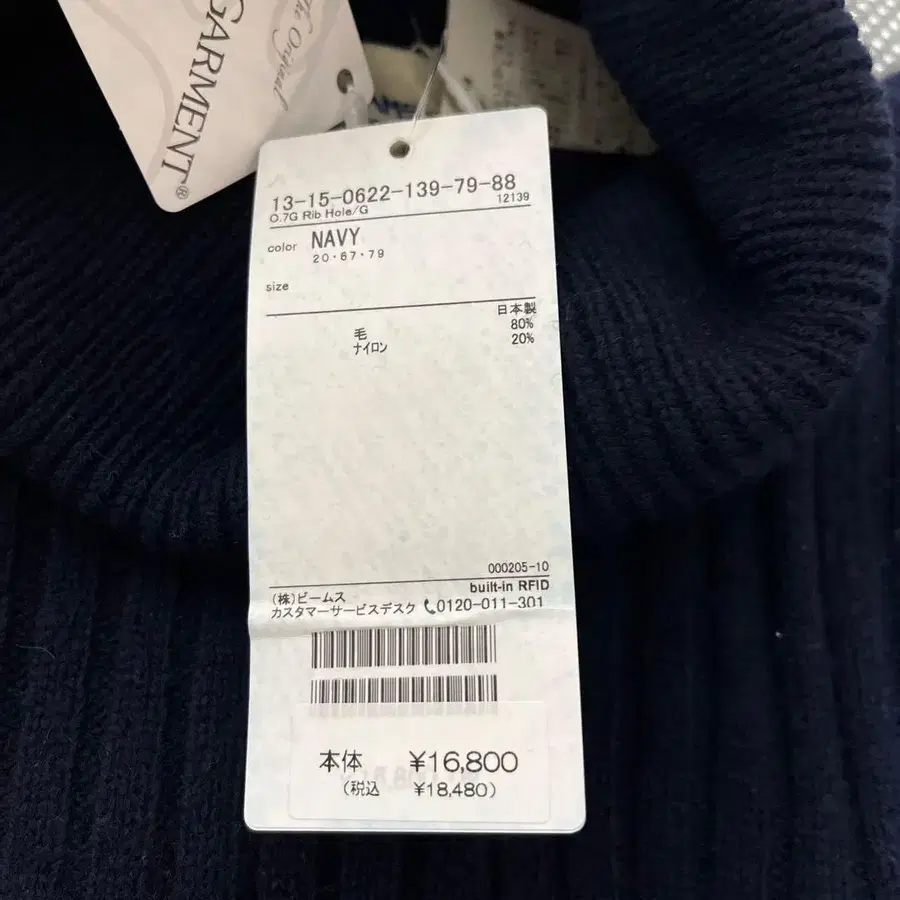 GARMENT®
The Original
13-15-0622-139-79-88
O.7G Rib Hole/G 12139
color NAVY
20・67・79
size
日本製
毛 80%
ナイロン 20%
000205-10
built-in RFID
(株)ビームス
カスタマーサービスデスク 0120-011-301
本体 ¥16,800
(税込 ¥18,480)